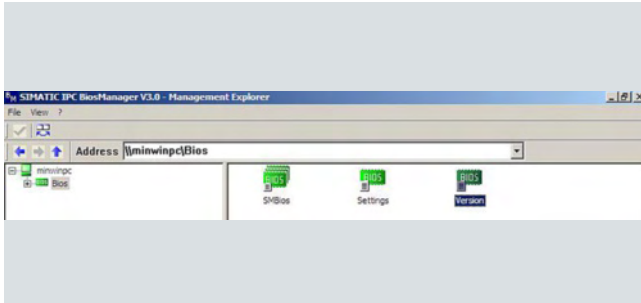 SIMATIC IPC BiosManager V3.0 - Management Explorer
File View ?
Address \\minwinpc\Bios
minwinpc
Bios
BIOS BIOS BIOS
SMBios Settings Version